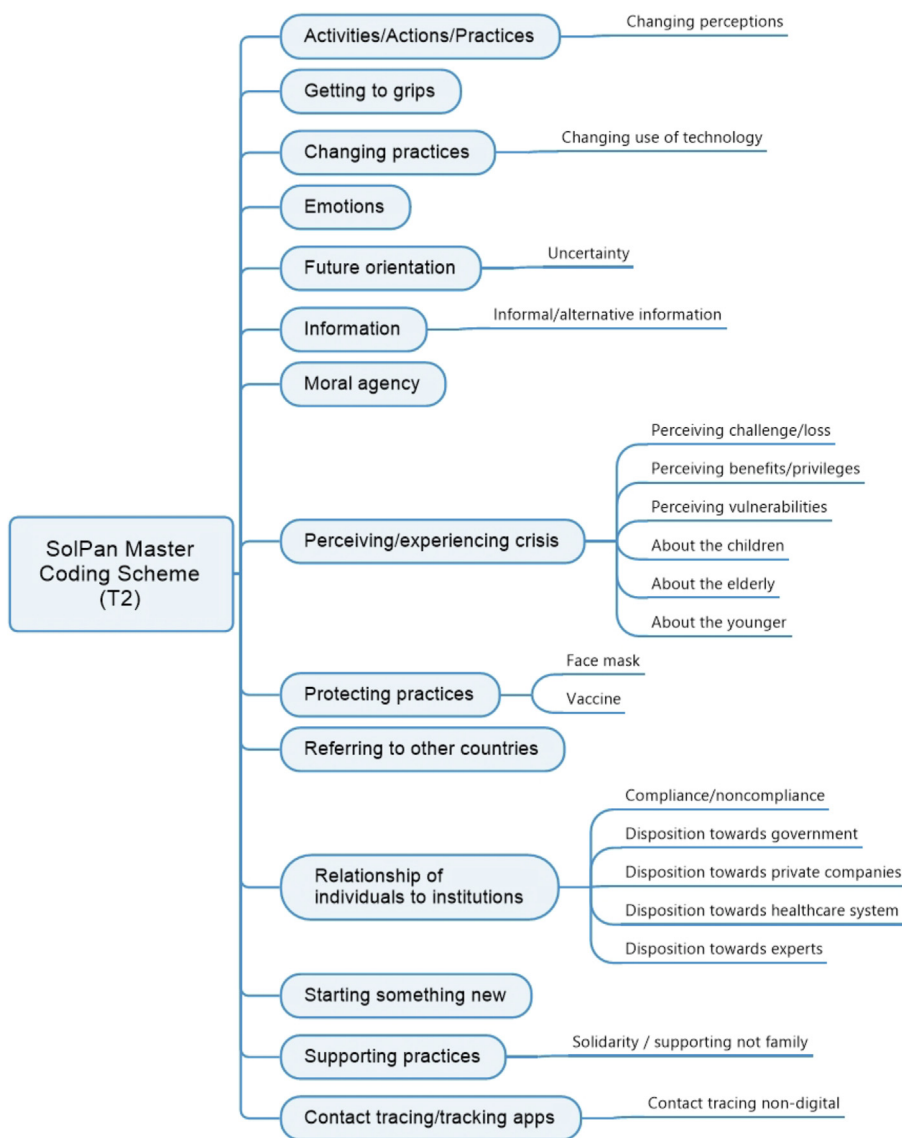 Activities/Actions/Practices
Changing perceptions
Getting to grips
Changing practices
Changing use of technology
Emotions
Future orientation
Uncertainty
Information
Informal/alternative information
Moral agency
SolPan Master
Coding Scheme
(T2)
Perceiving/experiencing crisis
Perceiving challenge/loss
Perceiving benefits/privileges
Perceiving vulnerabilities
About the children
About the elderly
About the younger
Protecting practices
Face mask
Vaccine
Referring to other countries
Relationship of
individuals to institutions
Compliance/noncompliance
Disposition towards government
Disposition towards private companies
Disposition towards healthcare system
Disposition towards experts
Starting something new
Supporting practices
Solidarity / supporting not family
Contact tracing/tracking apps
Contact tracing non-digital